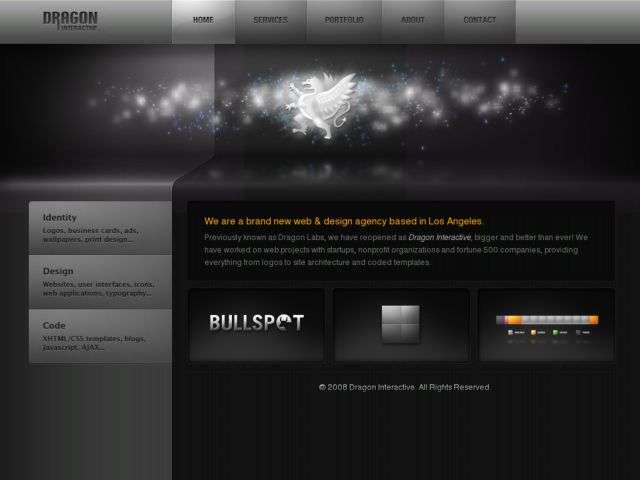 DRAGON
INTERACTIVE
HOME
SERVICES
PORTFOLIO
ABOUT
CONTACT
Identity
Logos, business cards, ads,
wallpapers, print design...
Design
Websites, user interfaces, icons,
web applications, typography...
Code
XHTML/CSS templates, blogs,
Javascript, AJAX...
We are a brand new web & design agency based in Los Angeles.
Previously known as Dragon Labs, we have reopened as Dragon Interactive, bigger and better than ever! We
have worked on web projects with startups, nonprofit organizations and fortune 500 companies, providing
everything from logos to site architecture and coded templates.
BULLSPOT
© 2008 Dragon Interactive. All Rights Reserved.